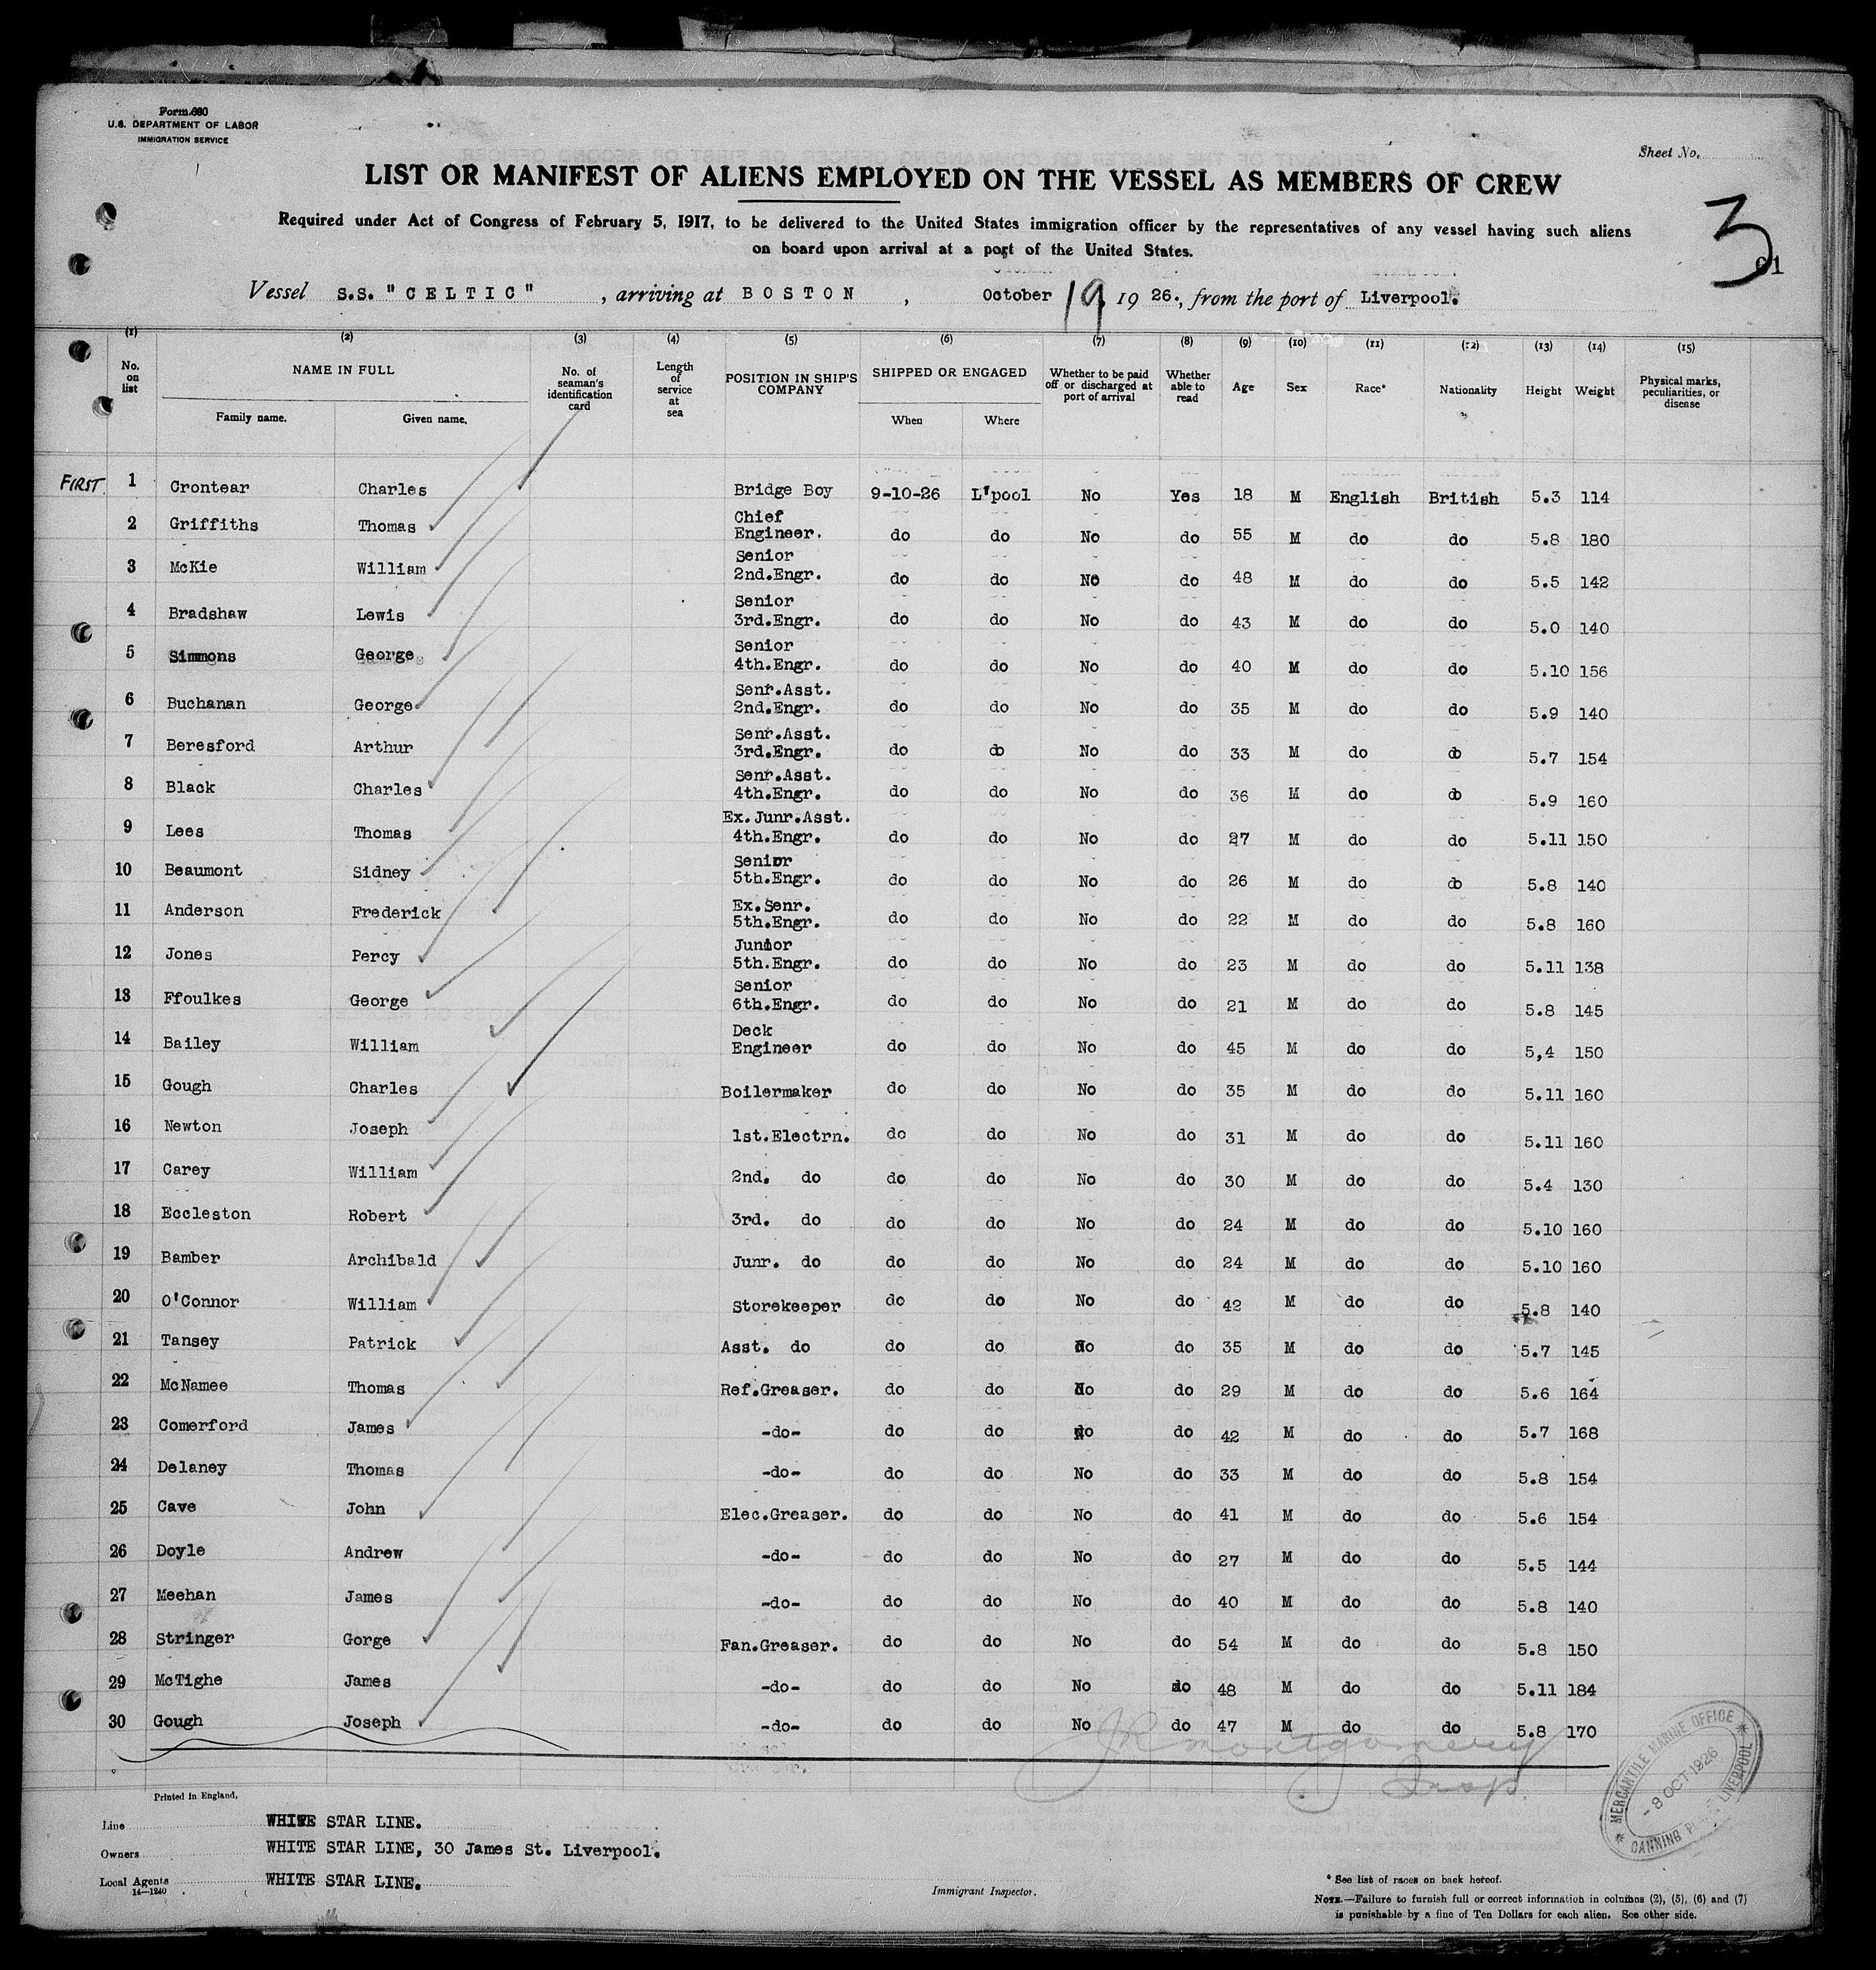 Form 680
U.S. DEPARTMENT OF LABOR
IMMIGRATION SERVICE
Sheet No.
LIST OR MANIFEST OF ALIENS EMPLOYED ON THE VESSEL AS MEMBERS OF CREW
Required under Act of Congress of February 5, 1917, to be delivered to the United States immigration officer by the representatives of any vessel having such aliens
on board upon arrival at a port of the United States.
3
61
Vessel S.S. "CELTIC" , arriving at BOSTON , October 19, 1926., from the port of Liverpool.
(1) (2) (3) (4) (5) (6) (7) (8) (9) (10) (11) (12) (13) (14) (15)
No. on list NAME IN FULL No. of seaman's identification card Length of service at sea POSITION IN SHIP'S COMPANY SHIPPED OR ENGAGED Whether to be paid off or discharged at port of arrival Whether able to read Age Sex Race* Nationality Height Weight Physical marks, peculiarities, or disease
Family name. Given name. When Where
FIRST 1 Crontear Charles Bridge Boy 9-10-26 L'pool No Yes 18 M English British 5.3 114
2 Griffiths Thomas Chief Engineer. do do No do 55 M do do 5.8 180
3 McKie William Senior 2nd.Engr. do do No do 48 M do do 5.5 142
4 Bradshaw Lewis Senior 3rd.Engr. do do No do 43 M do do 5.0 140
5 Simmons George Senior 4th.Engr. do do No do 40 M do do 5.10 156
6 Buchanan George Senr.Asst. 2nd.Engr. do do No do 35 M do do 5.9 140
7 Beresford Arthur Senr.Asst. 3rd.Engr. do do No do 33 M do do 5.7 154
8 Black Charles Senr.Asst. 4th.Engr. do do No do 36 M do do 5.9 160
9 Lees Thomas Ex.Junr.Asst. 4th.Engr. do do No do 27 M do do 5.11 150
10 Beaumont Sidney Senior 5th.Engr. do do No do 26 M do do 5.8 140
11 Anderson Frederick Ex.Senr. 5th.Engr. do do No do 22 M do do 5.8 160
12 Jones Percy Junior 5th.Engr. do do No do 23 M do do 5.11 138
13 Ffoulkes George Senior 6th.Engr. do do No do 21 M do do 5.8 145
14 Bailey William Deck Engineer do do No do 45 M do do 5,4 150
15 Gough Charles Boilermaker do do No do 35 M do do 5.11 160
16 Newton Joseph 1st.Electrn. do do No do 31 M do do 5.11 160
17 Carey William 2nd. do do do No do 30 M do do 5.4 130
18 Eccleston Robert 3rd. do do do No do 24 M do do 5.10 160
19 Bamber Archibald Junr. do do do No do 24 M do do 5.10 160
20 O'Connor William Storekeeper do do No do 42 M do do 5.8 140
21 Tansey Patrick Asst. do do do No do 35 M do do 5.7 145
22 McNamee Thomas Ref.Greaser. do do No do 29 M do do 5.6 164
23 Comerford James -do- do do No do 42 M do do 5.7 168
24 Delaney Thomas -do- do do No do 33 M do do 5.8 154
25 Cave John Elec.Greaser. do do No do 41 M do do 5.6 154
26 Doyle Andrew -do- do do No do 27 M do do 5.5 144
27 Meehan James -do- do do No do 40 M do do 5.8 140
28 Stringer Gorge Fan.Greaser. do do No do 54 M do do 5.8 150
29 McTighe James -do- do do No do 48 M do do 5.11 184
30 Gough Joseph -do- do do No do 47 M do do 5.8 170
JR Montgomery
Insp.
MERCANTILE MARINE OFFICE
- 8 OCT 1926
CANNING LIVERPOOL
Printed in England.
Line WHITE STAR LINE.
Owners WHITE STAR LINE, 30 James St. Liverpool.
Local Agents WHITE STAR LINE.
14-1240
Immigrant Inspector.
* See list of races on back hereof.
NOTE.—Failure to furnish full or correct information in columns (2), (5), (6) and (7)
is punishable by a fine of Ten Dollars for each alien. See other side.